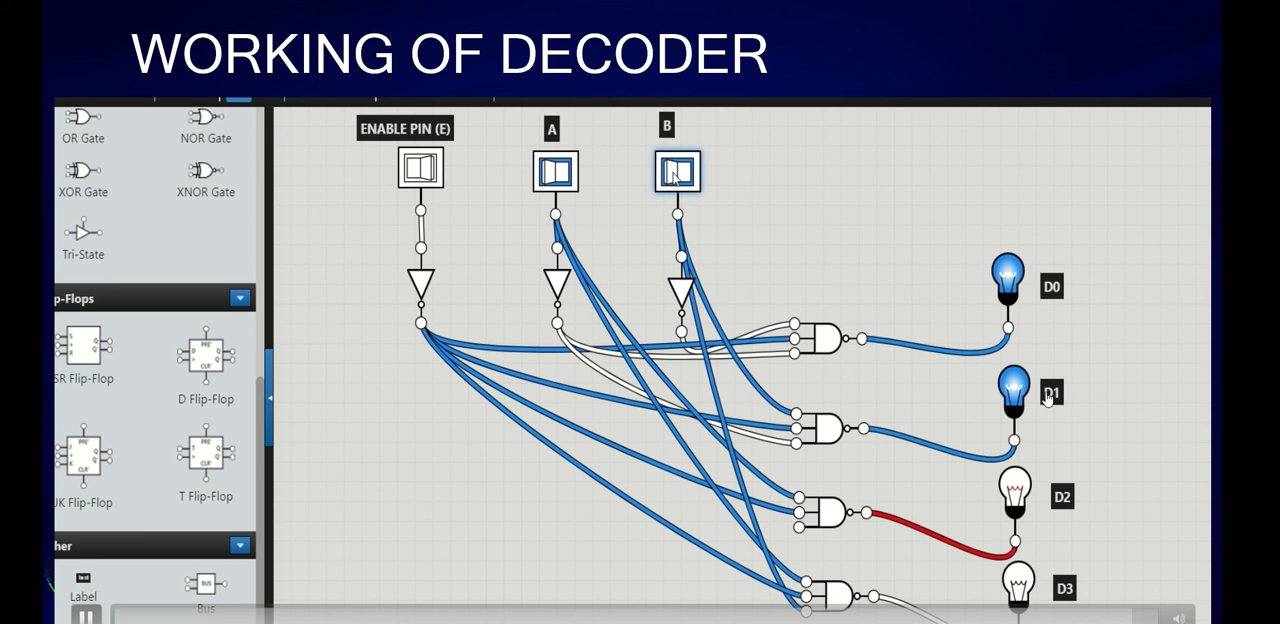 WORKING OF DECODER
OR Gate
NOR Gate
XOR Gate
XNOR Gate
Tri-State
p-Flops
SR Flip-Flop
D Flip-Flop
JK Flip-Flop
T Flip-Flop
her
Label
Bus
ENABLE PIN (E)
A
B
D0
D1
D2
D3